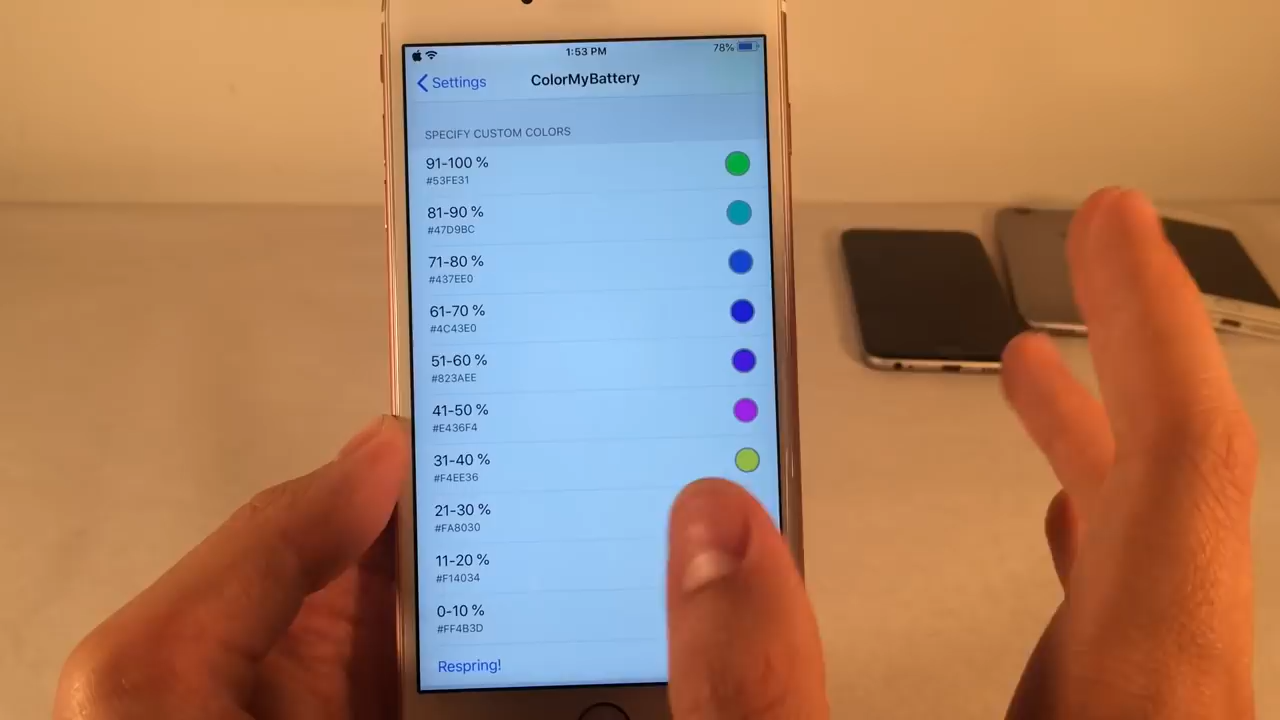 1:53 PM
78%
Settings
ColorMyBattery
SPECIFY CUSTOM COLORS
91-100 %
#53FE31
81-90 %
#47D9BC
71-80 %
#437EE0
61-70 %
#4C43E0
51-60 %
#823AEE
41-50 %
#E436F4
31-40 %
#F4EE36
21-30 %
#FA8030
11-20 %
#F14034
0-10 %
#FF4B3D
Respring!